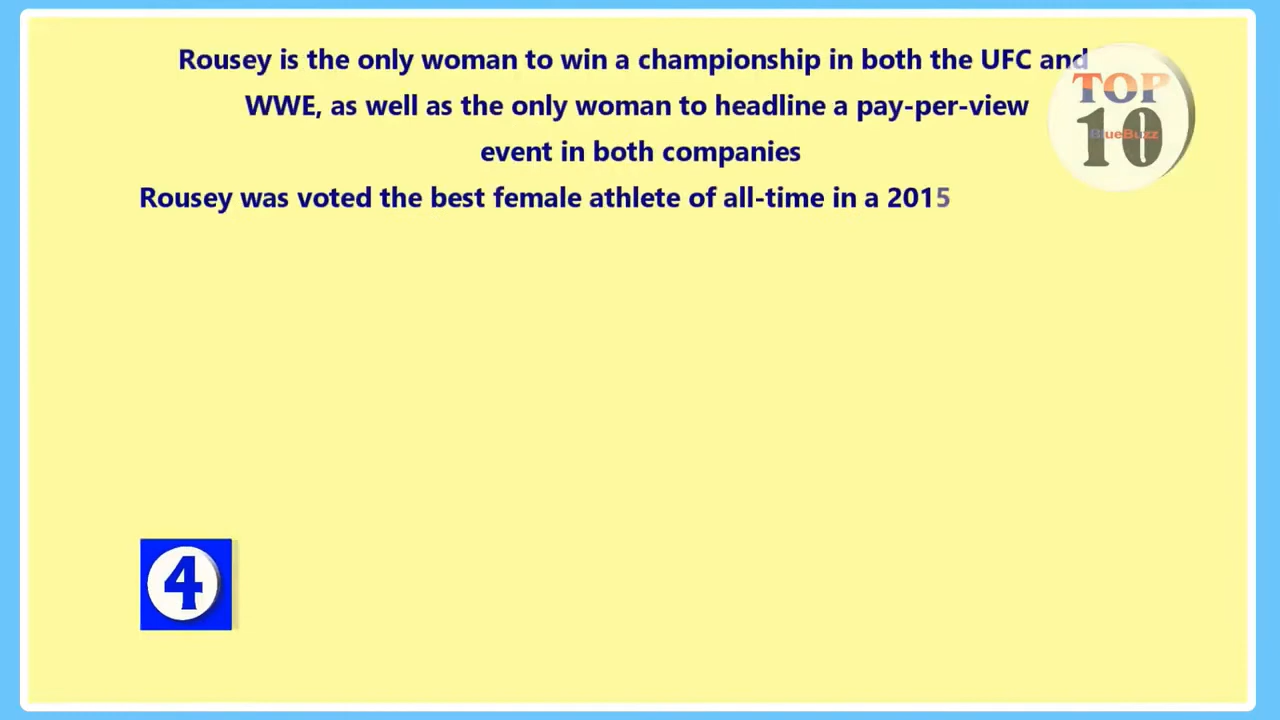 Rousey is the only woman to win a championship in both the UFC and
WWE, as well as the only woman to headline a pay-per-view
event in both companies
Rousey was voted the best female athlete of all-time in a 2015
TOP
10
BlueBuzz
4